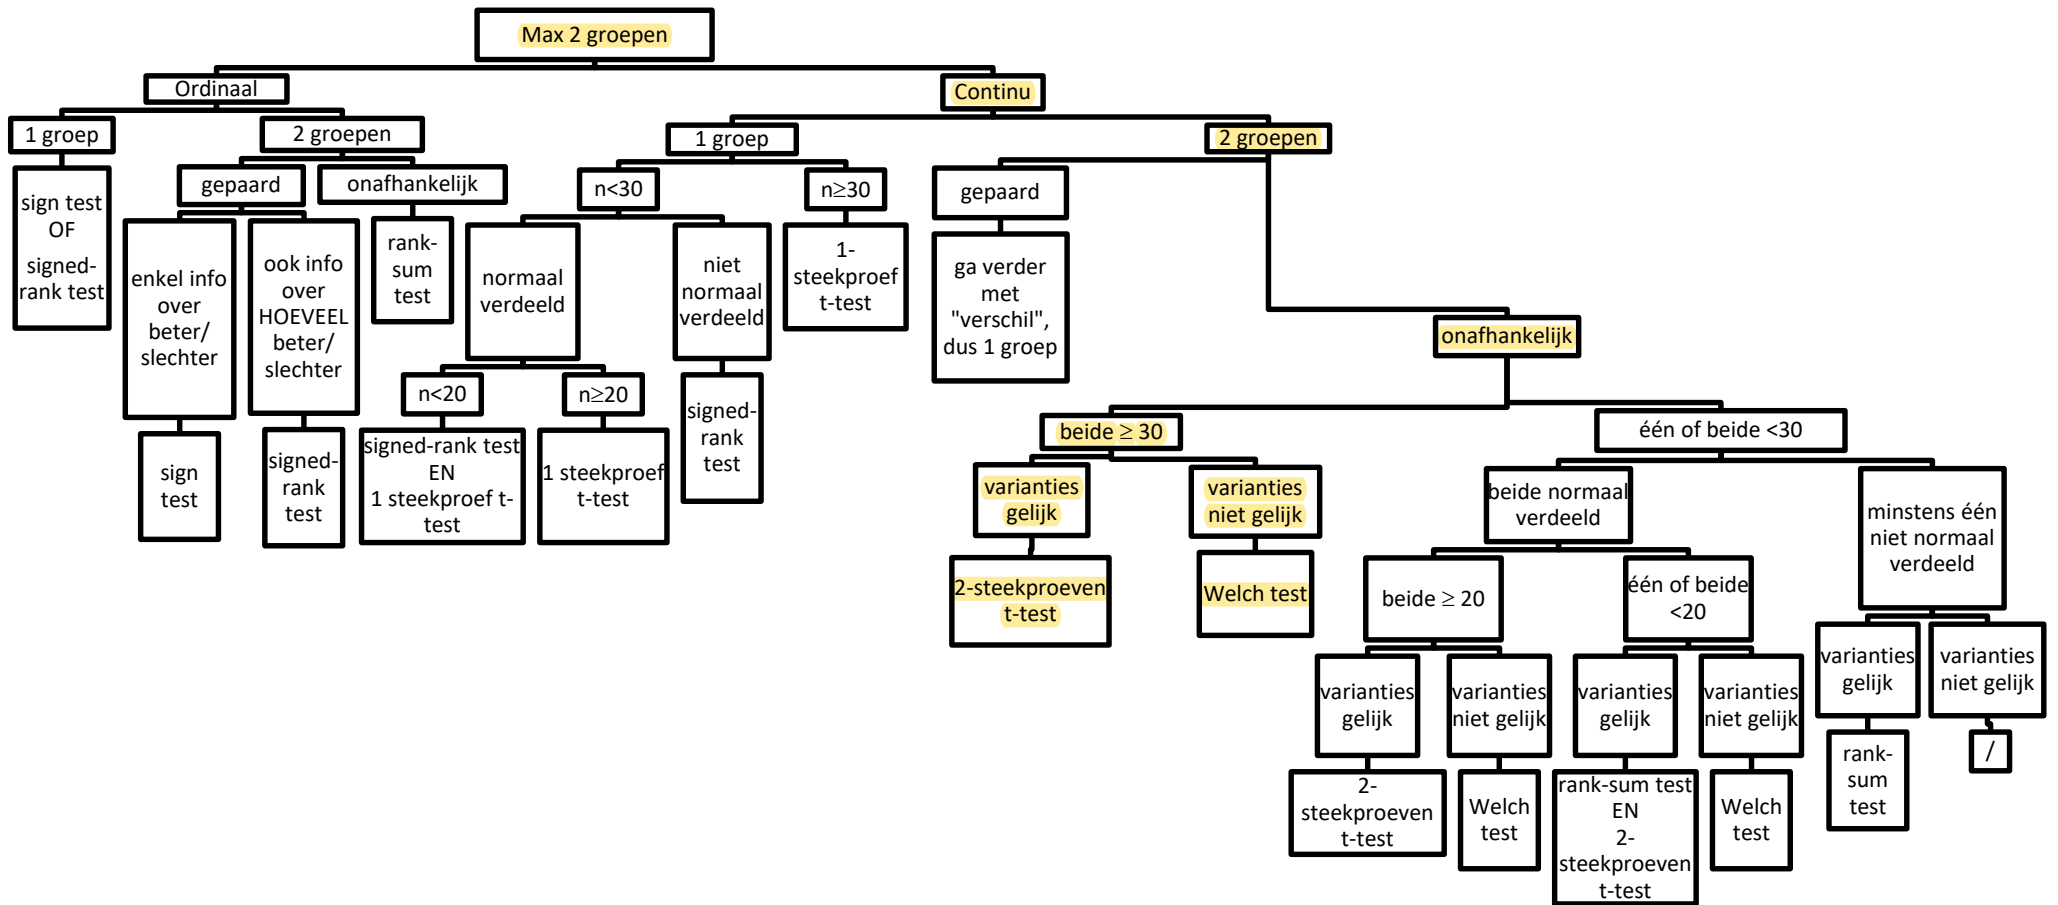 Max 2 groepen
Ordinaal
Continu
1 groep
2 groepen
1 groep
2 groepen
gepaard
onafhankelijk
n<30
n≥30
gepaard
sign test
OF
signed-
rank test
enkel info
over
beter/
slechter
ook info
over
HOEVEEL
beter/
slechter
rank-
sum
test
normaal
verdeeld
niet
normaal
verdeeld
1-
steekproef
t-test
ga verder
met
"verschil",
dus 1 groep
onafhankelijk
n<20
n≥20
sign
test
signed-
rank
test
signed-rank test
EN
1 steekproef t-
test
1 steekproef
t-test
signed-
rank
test
beide ≥ 30
één of beide <30
varianties
gelijk
varianties
niet gelijk
beide normaal
verdeeld
minstens één
niet normaal
verdeeld
2-steekproeven
t-test
Welch test
beide ≥ 20
één of beide
<20
varianties
gelijk
varianties
niet gelijk
varianties
gelijk
varianties
niet gelijk
varianties
gelijk
varianties
niet gelijk
2-
steekproeven
t-test
Welch
test
rank-sum test
EN
2-
steekproeven
t-test
Welch
test
rank-
sum
test
/